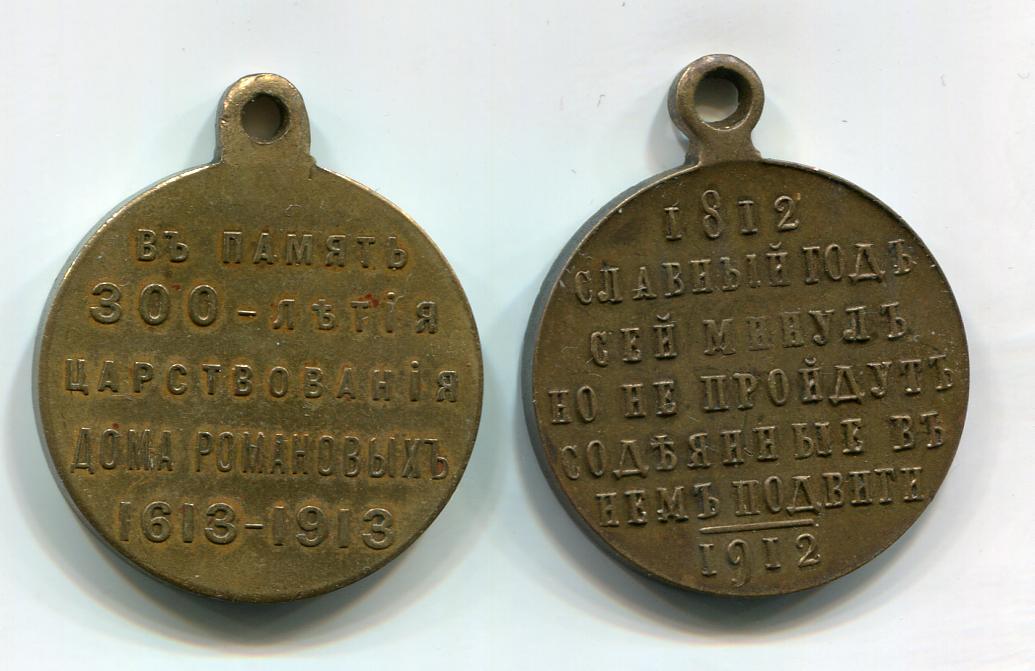 ВЪ ПАМЯТЬ
300-ЛѢТІЯ
ЦАРСТВОВАНІЯ
ДОМА РОМАНОВЫХЪ
1613-1913
1812
СЛАВНЫЙ ГОДЪ
СЕЙ МИНУЛЪ
НО НЕ ПРОЙДУТЪ
СОДѢЯННЫЕ ВЪ
НЕМЪ ПОДВИГИ
1912